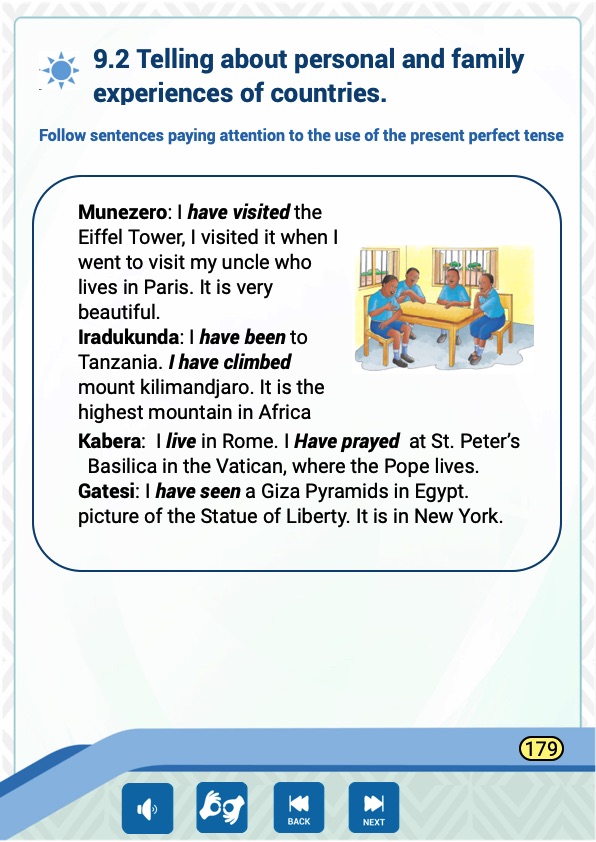 9.2 Telling about personal and family
experiences of countries.
Follow sentences paying attention to the use of the present perfect tense
Munezero: I have visited the
Eiffel Tower, I visited it when I
went to visit my uncle who
lives in Paris. It is very
beautiful.
Iradukunda: I have been to
Tanzania. I have climbed
mount kilimandjaro. It is the
highest mountain in Africa
Kabera: I live in Rome. I Have prayed at St. Peter's
Basilica in the Vatican, where the Pope lives.
Gatesi: I have seen a Giza Pyramids in Egypt.
picture of the Statue of Liberty. It is in New York.
179
BACK
NEXT